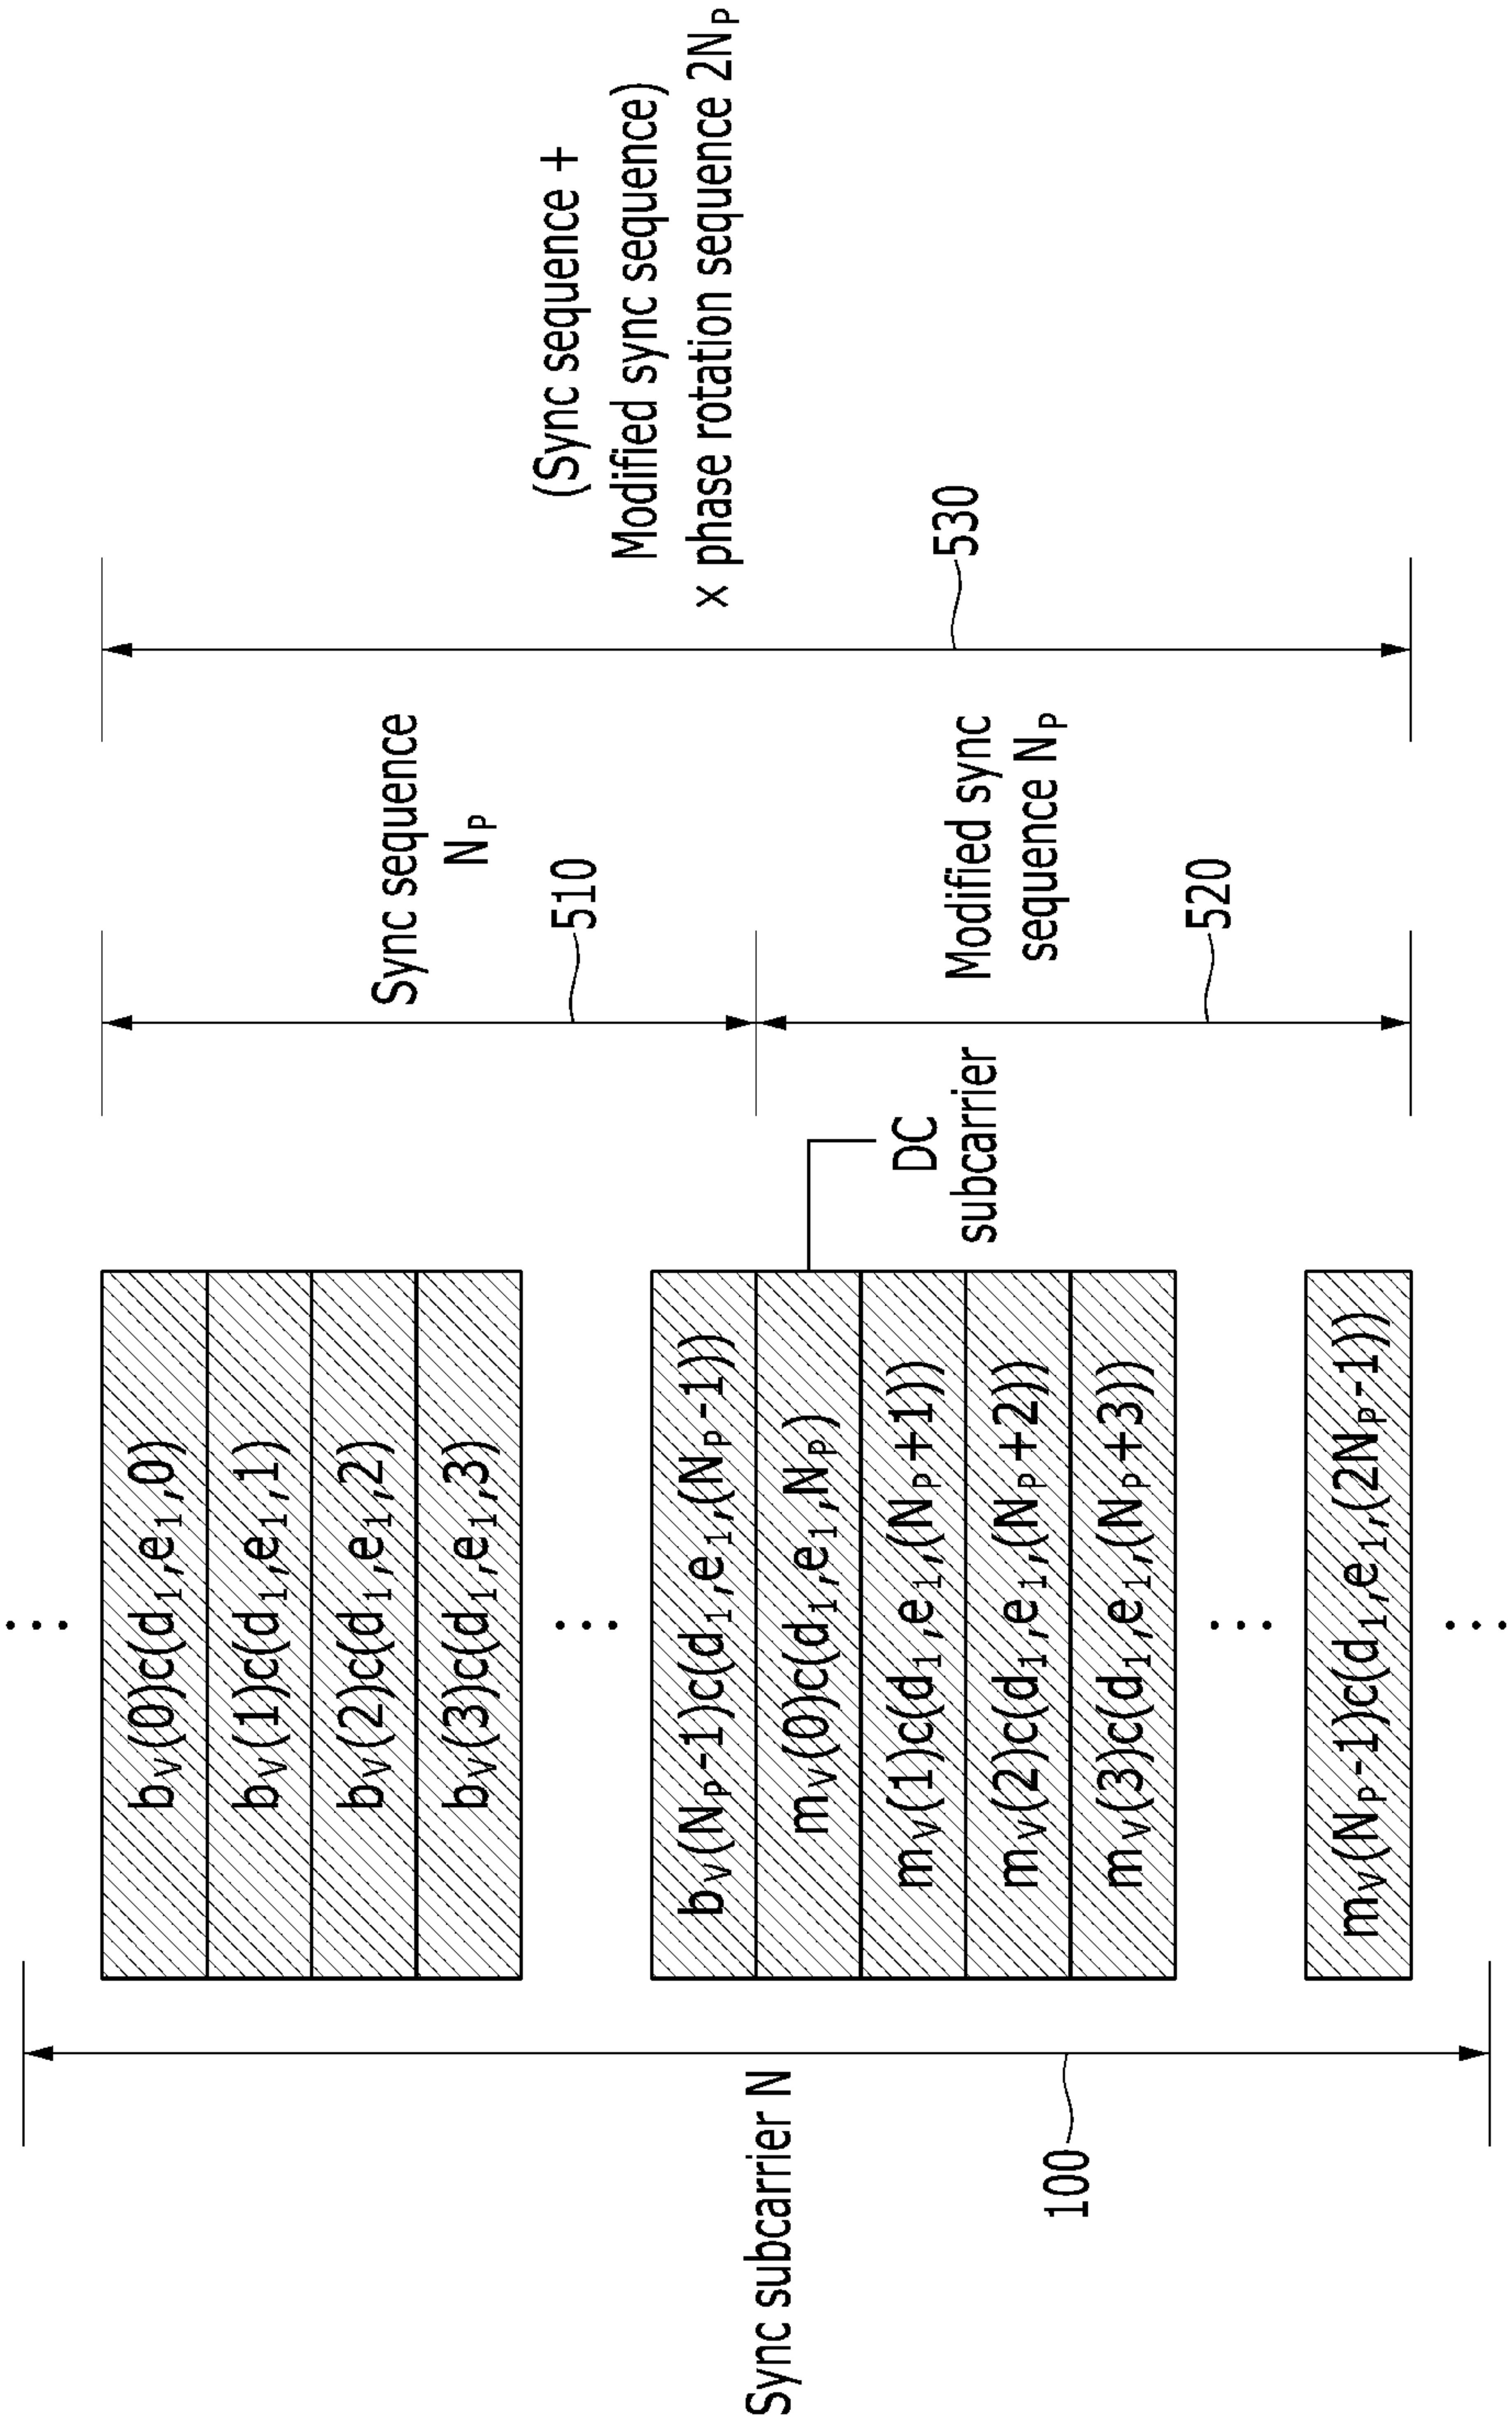 Sync subcarrier N
100
b_V(0)c(d_1,e_1,0)
b_V(1)c(d_1,e_1,1)
b_V(2)c(d_1,e_1,2)
b_V(3)c(d_1,e_1,3)
b_V(N_P-1)c(d_1,e_1,(N_P-1))
m_V(0)c(d_1,e_1,N_P)
m_V(1)c(d_1,e_1,(N_P+1))
m_V(2)c(d_1,e_1,(N_P+2))
m_V(3)c(d_1,e_1,(N_P+3))
m_V(N_P-1)c(d_1,e_1,(2N_P-1))
DC
subcarrier
Sync sequence
N_P
510
Modified sync
sequence N_P
520
(Sync sequence +
Modified sync sequence)
x phase rotation sequence 2N_P
530